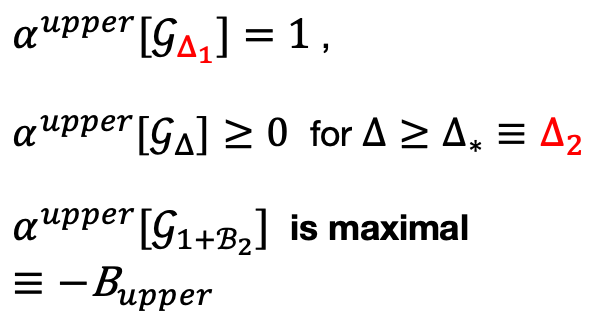 α^{upper}[𝒢_{Δ_1}] = 1 ,
α^{upper}[𝒢_Δ] ≥ 0 for Δ ≥ Δ_* ≡ Δ_2
α^{upper}[𝒢_{1+ℬ_2}] is maximal
≡ −B_{upper}